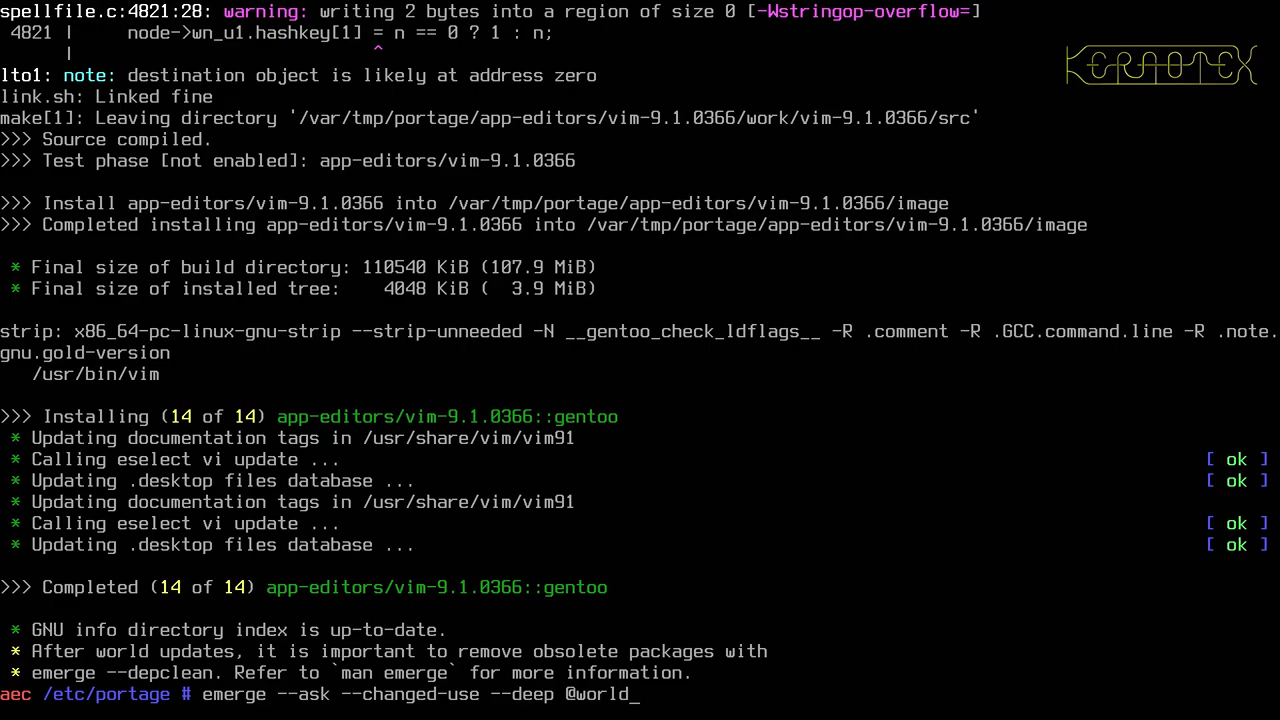 spellfile.c:4821:28: warning: writing 2 bytes into a region of size 0 [-Wstringop-overflow=]
 4821 |     node->wn_u1.hashkey[1] = n == 0 ? 1 : n;
      |                            ^
KERNOTEX
lto1: note: destination object is likely at address zero
link.sh: Linked fine
make[1]: Leaving directory '/var/tmp/portage/app-editors/vim-9.1.0366/work/vim-9.1.0366/src'
>>> Source compiled.
>>> Test phase [not enabled]: app-editors/vim-9.1.0366
>>> Install app-editors/vim-9.1.0366 into /var/tmp/portage/app-editors/vim-9.1.0366/image
>>> Completed installing app-editors/vim-9.1.0366 into /var/tmp/portage/app-editors/vim-9.1.0366/image
 * Final size of build directory: 110540 KiB (107.9 MiB)
 * Final size of installed tree:    4048 KiB (  3.9 MiB)
strip: x86_64-pc-linux-gnu-strip --strip-unneeded -N __gentoo_check_ldflags__ -R .comment -R .GCC.command.line -R .note.
gnu.gold-version
   /usr/bin/vim
>>> Installing (14 of 14) app-editors/vim-9.1.0366::gentoo
 * Updating documentation tags in /usr/share/vim/vim91
 * Calling eselect vi update ... [ ok ]
 * Updating .desktop files database ... [ ok ]
 * Updating documentation tags in /usr/share/vim/vim91
 * Calling eselect vi update ... [ ok ]
 * Updating .desktop files database ... [ ok ]
>>> Completed (14 of 14) app-editors/vim-9.1.0366::gentoo
 * GNU info directory index is up-to-date.
 * After world updates, it is important to remove obsolete packages with
 * emerge --depclean. Refer to `man emerge` for more information.
aec /etc/portage # emerge --ask --changed-use --deep @world_